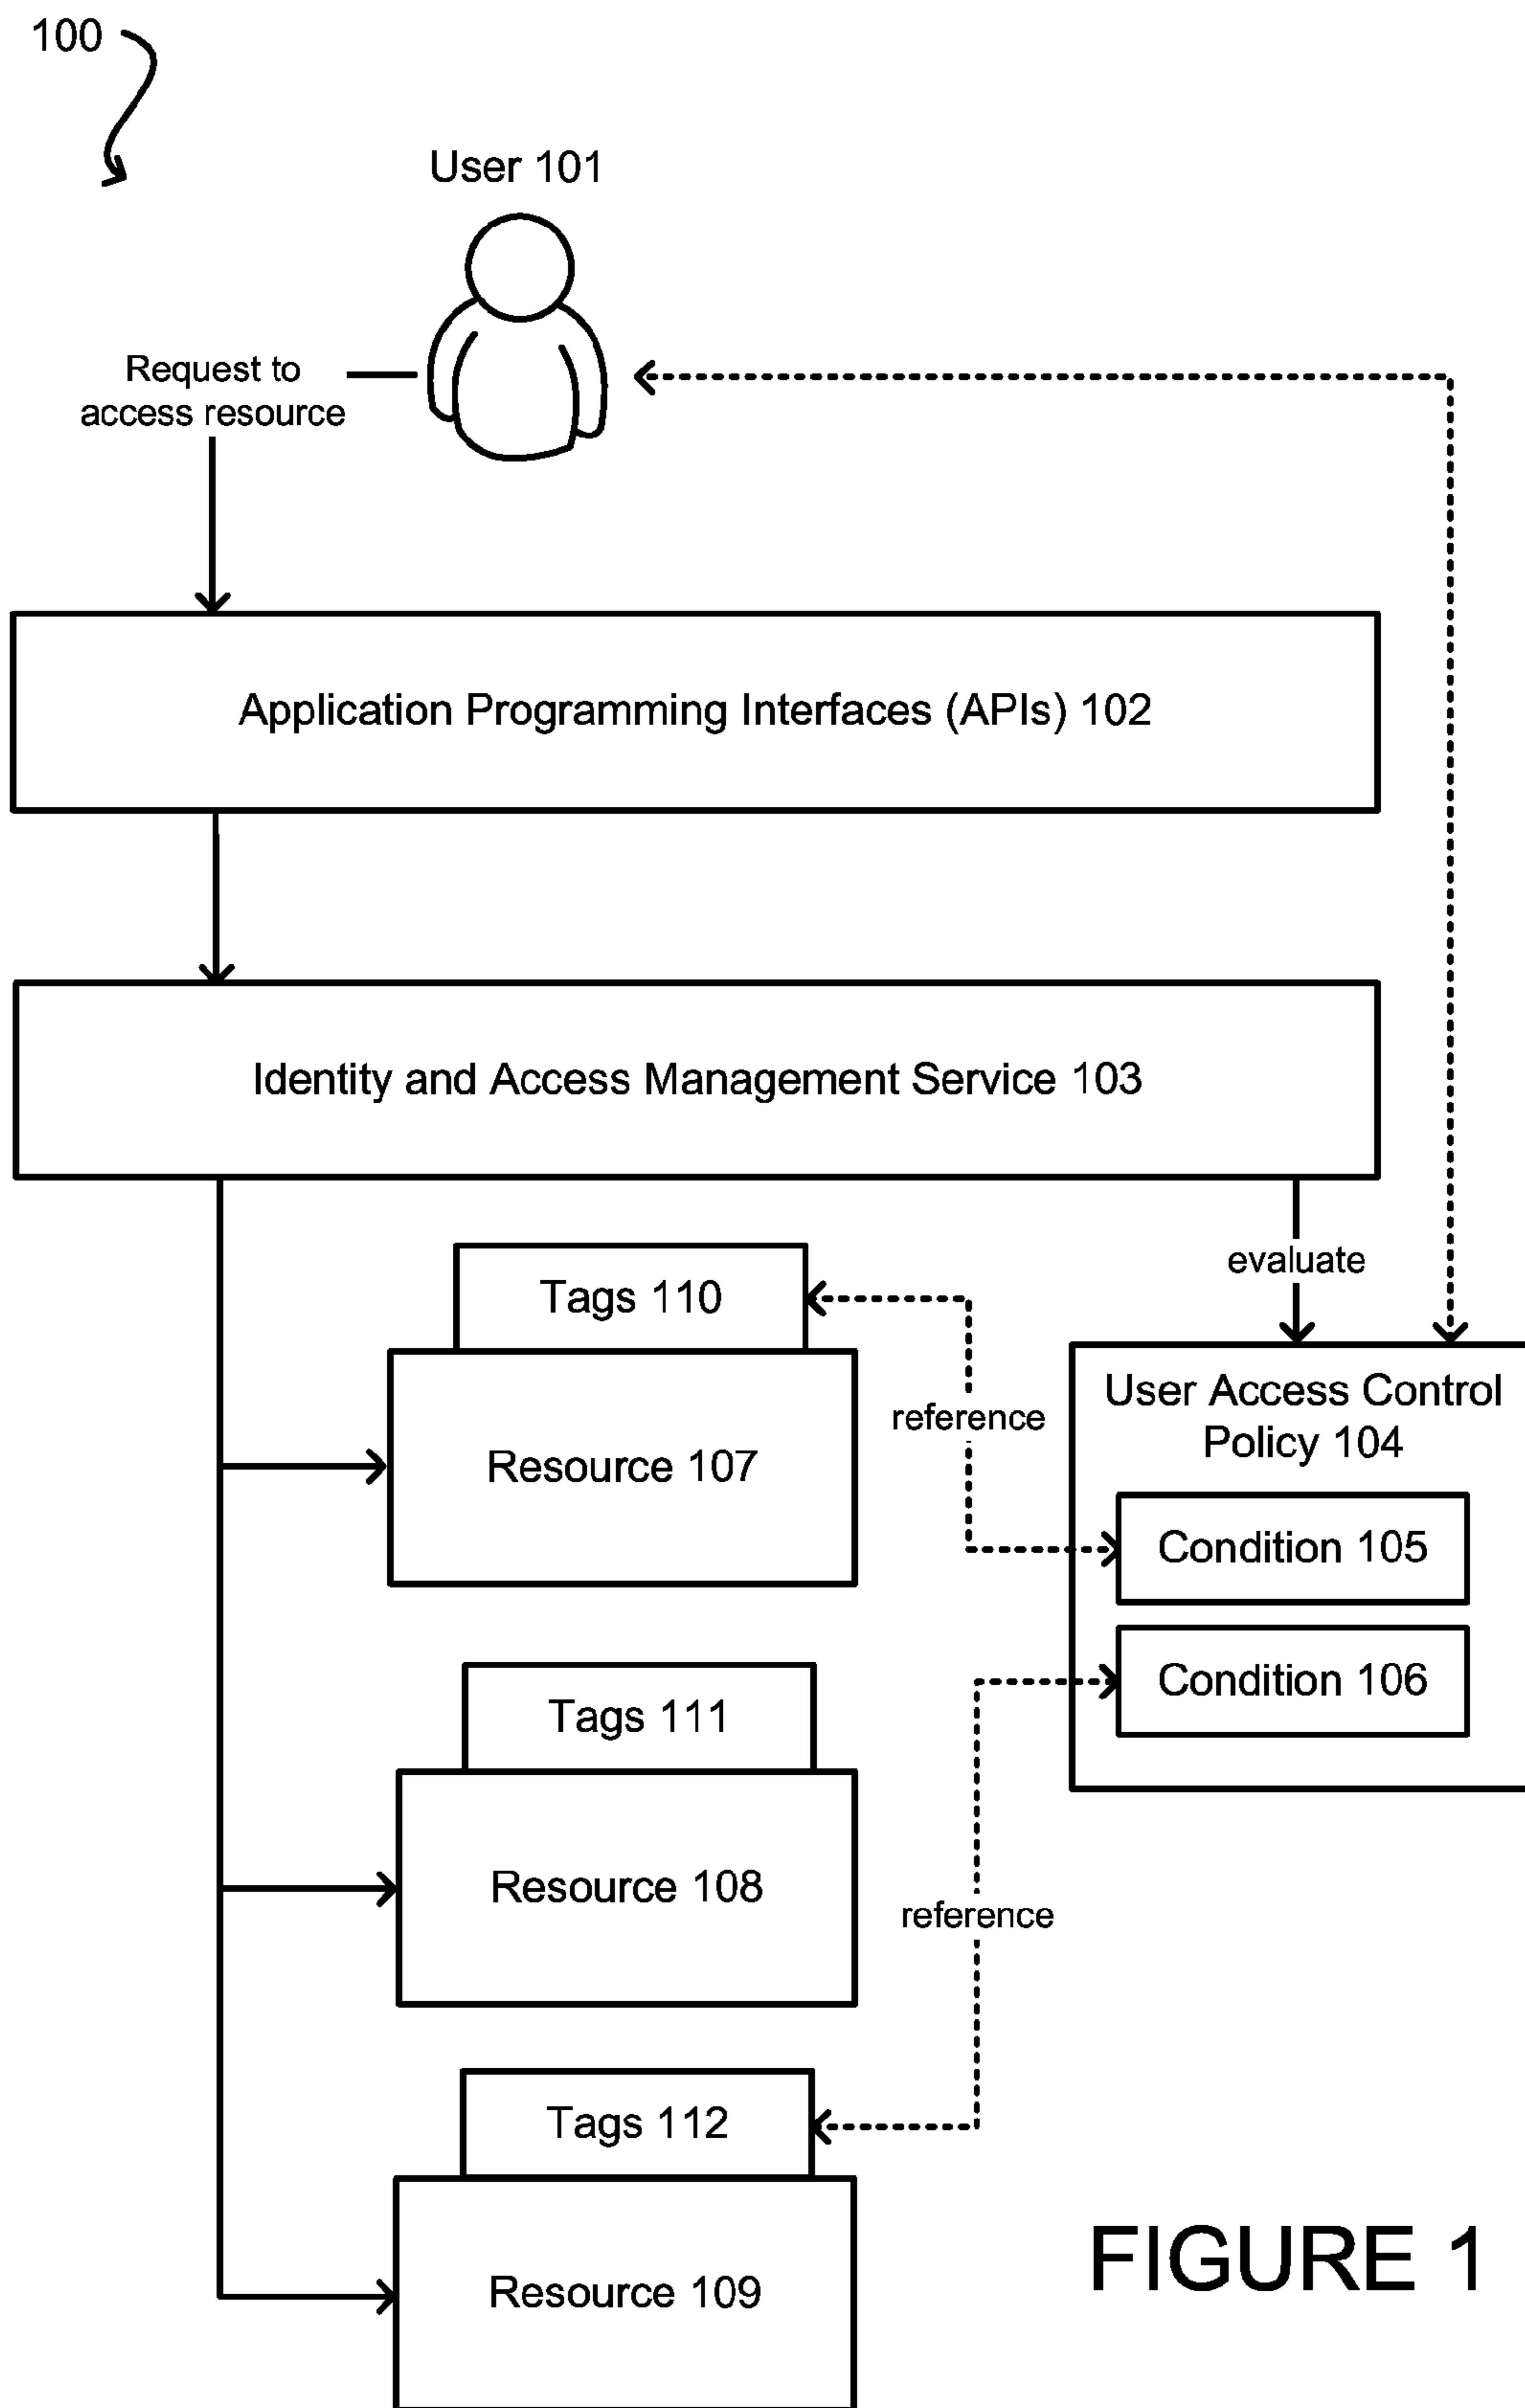 100
User 101
Request to
access resource
Application Programming Interfaces (APIs) 102
Identity and Access Management Service 103
evaluate
Tags 110
Resource 107
reference
User Access Control
Policy 104
Condition 105
Condition 106
Tags 111
Resource 108
reference
Tags 112
Resource 109
FIGURE 1